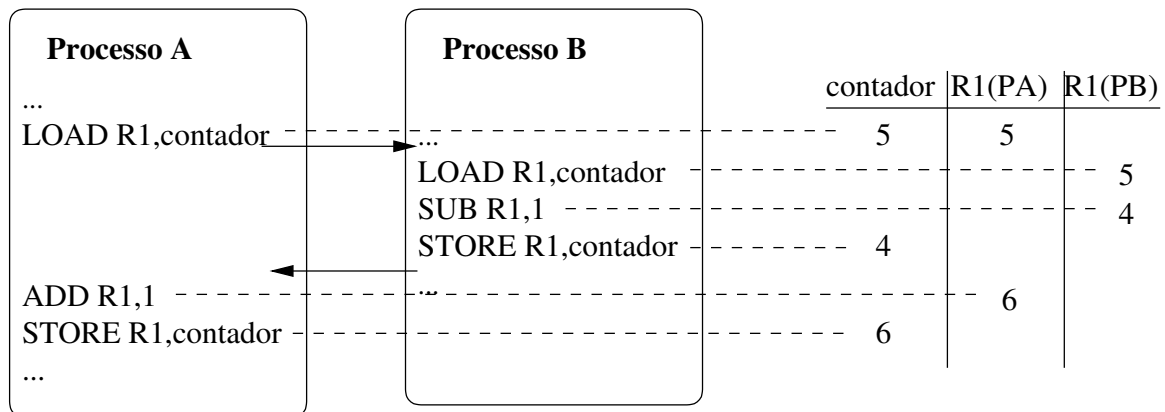 Processo A
Processo B
contador R1(PA) R1(PB)
...
LOAD R1,contador
5 5
...
LOAD R1,contador
5
SUB R1,1
4
STORE R1,contador
4
...
ADD R1,1
6
STORE R1,contador
6
...